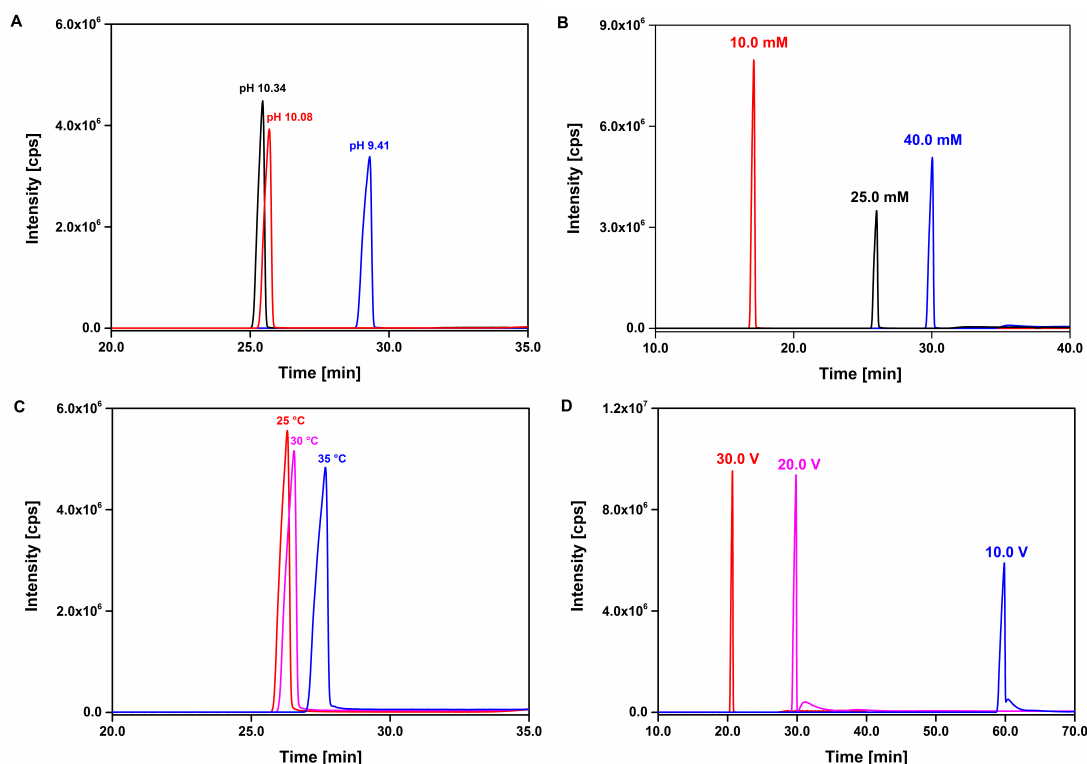 A
6.0x10⁶
4.0x10⁶
2.0x10⁶
0.0
Intensity [cps]
pH 10.34
pH 10.08
pH 9.41
20.0
25.0
30.0
35.0
Time [min]
B
9.0x10⁶
6.0x10⁶
3.0x10⁶
0.0
Intensity [cps]
10.0 mM
25.0 mM
40.0 mM
10.0
20.0
30.0
40.0
Time [min]
C
6.0x10⁶
4.0x10⁶
2.0x10⁶
0.0
Intensity [cps]
25 °C
30 °C
35 °C
20.0
25.0
30.0
35.0
Time [min]
D
1.2x10⁷
8.0x10⁶
4.0x10⁶
0.0
Intensity [cps]
30.0 V
20.0 V
10.0 V
10.0
20.0
30.0
40.0
50.0
60.0
70.0
Time [min]